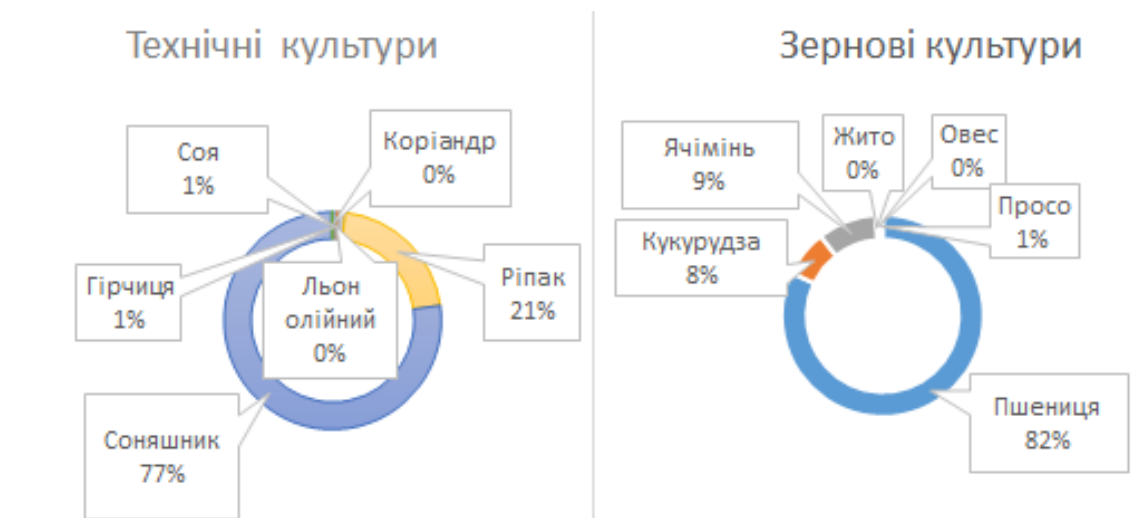 Технічні культури
Соя
1%
Коріандр
0%
Гірчиця
1%
Льон
олійний
0%
Ріпак
21%
Соняшник
77%
Зернові культури
Ячімінь
9%
Жито
0%
Овес
0%
Просо
1%
Кукурудза
8%
Пшениця
82%